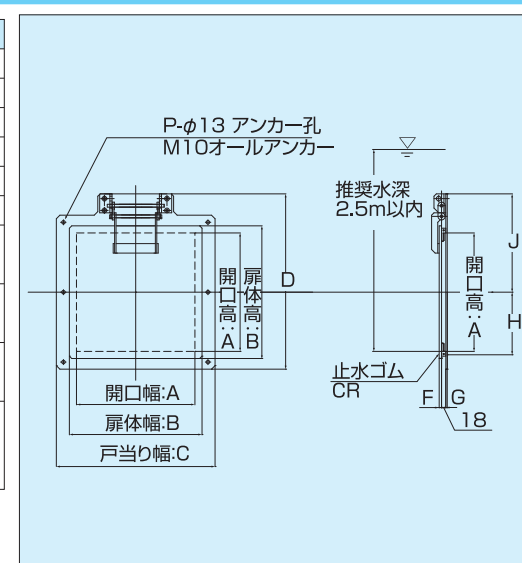 P-φ13 アンカー孔
M10オールアンカー
推奨水深
2.5m以内
開口高:A
扉体高:B
D
開口幅:A
扉体幅:B
戸当り幅:C
開口高:A
J
H
止水ゴム
CR
F
G
18